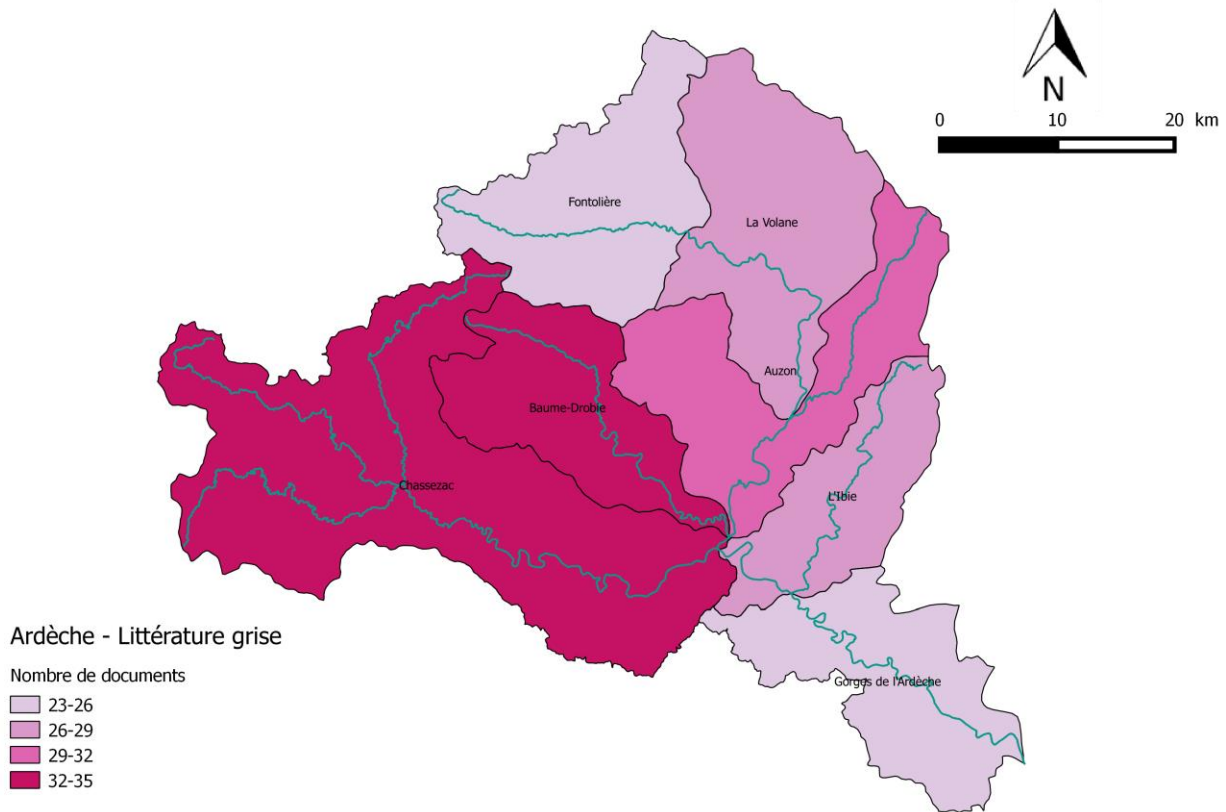 N
0 10 20 km
Fontolière
La Volane
Auzon
Baume-Drobie
Chassezac
L'Ibie
Gorges de l'Ardèche
Ardèche - Littérature grise
Nombre de documents
23-26
26-29
29-32
32-35